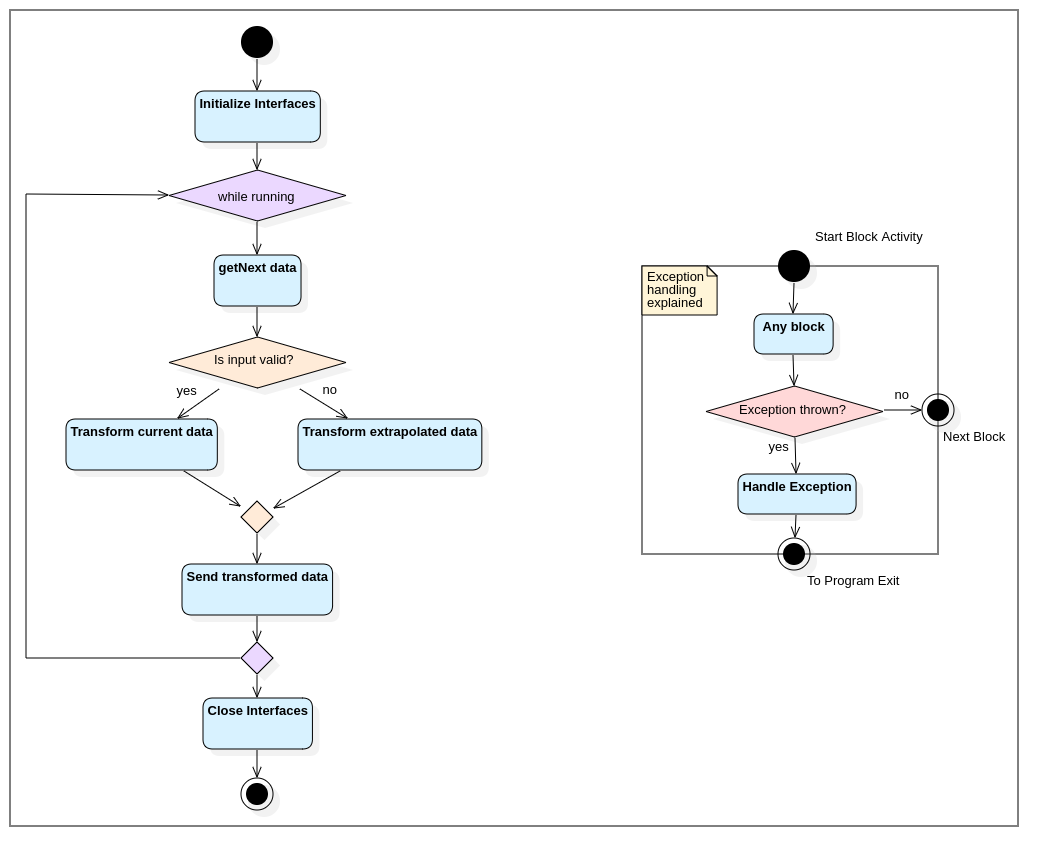 Initialize Interfaces
while running
getNext data
Is input valid?
yes
no
Transform current data
Transform extrapolated data
Send transformed data
Close Interfaces
Start Block Activity
Exception
handling
explained
Any block
Exception thrown?
no
Next Block
yes
Handle Exception
To Program Exit